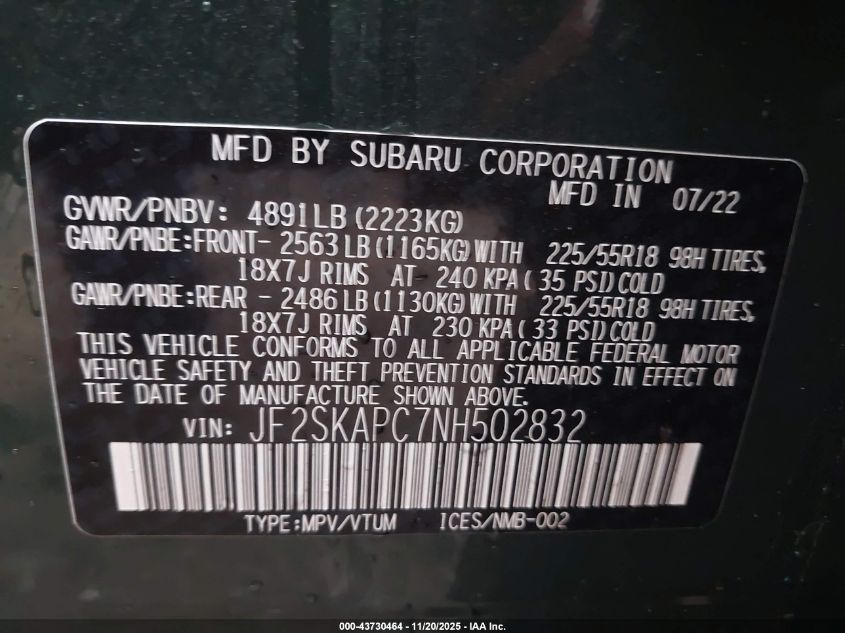 MFD BY SUBARU CORPORATION
MFD IN 07/22
GVWR/PNBV: 4891LB (2223KG)
GAWR/PNBE:FRONT- 2563 LB (1165KG) WITH 225/55R18 98H TIRES,
18X7J RIMS AT 240 KPA ( 35 PSI) COLD
GAWR/PNBE:REAR - 2486 LB (1130KG) WITH 225/55R18 98H TIRES,
18X7J RIMS AT 230 KPA ( 33 PSI) COLD
THIS VEHICLE CONFORMS TO ALL APPLICABLE FEDERAL MOTOR
VEHICLE SAFETY AND THEFT PREVENTION STANDARDS IN EFFECT ON
THE DATE OF MANUFACTURE SHOWN ABOVE.
VIN: JF2SKAPC7NH502832
TYPE:MPV/VTUM ICES/NMB-002
000-43730464 - 11/20/2025 - IAA Inc.